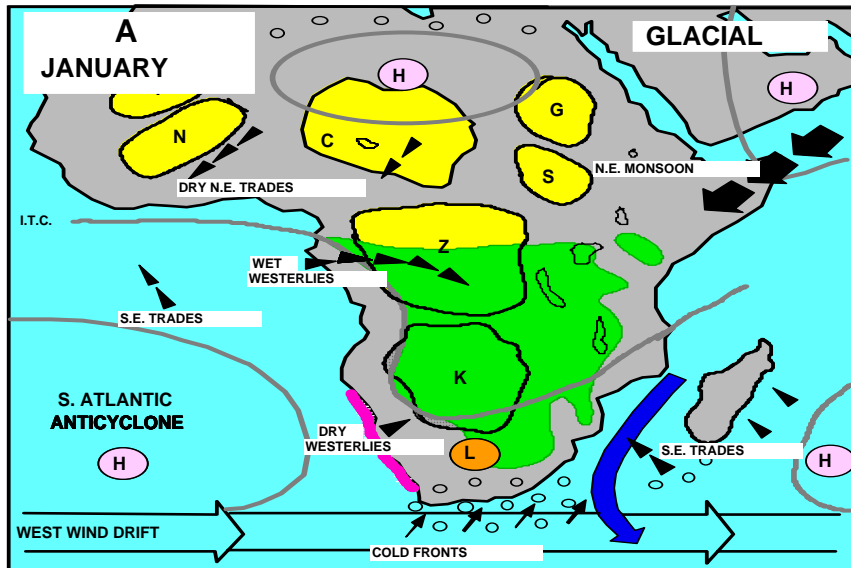 A
JANUARY
GLACIAL
H
H
N
C
G
S
DRY N.E. TRADES
N.E. MONSOON
I.T.C.
Z
WET
WESTERLIES
S.E. TRADES
K
S. ATLANTIC
ANTICYCLONE
H
DRY
WESTERLIES
L
S.E. TRADES
H
WEST WIND DRIFT
COLD FRONTS